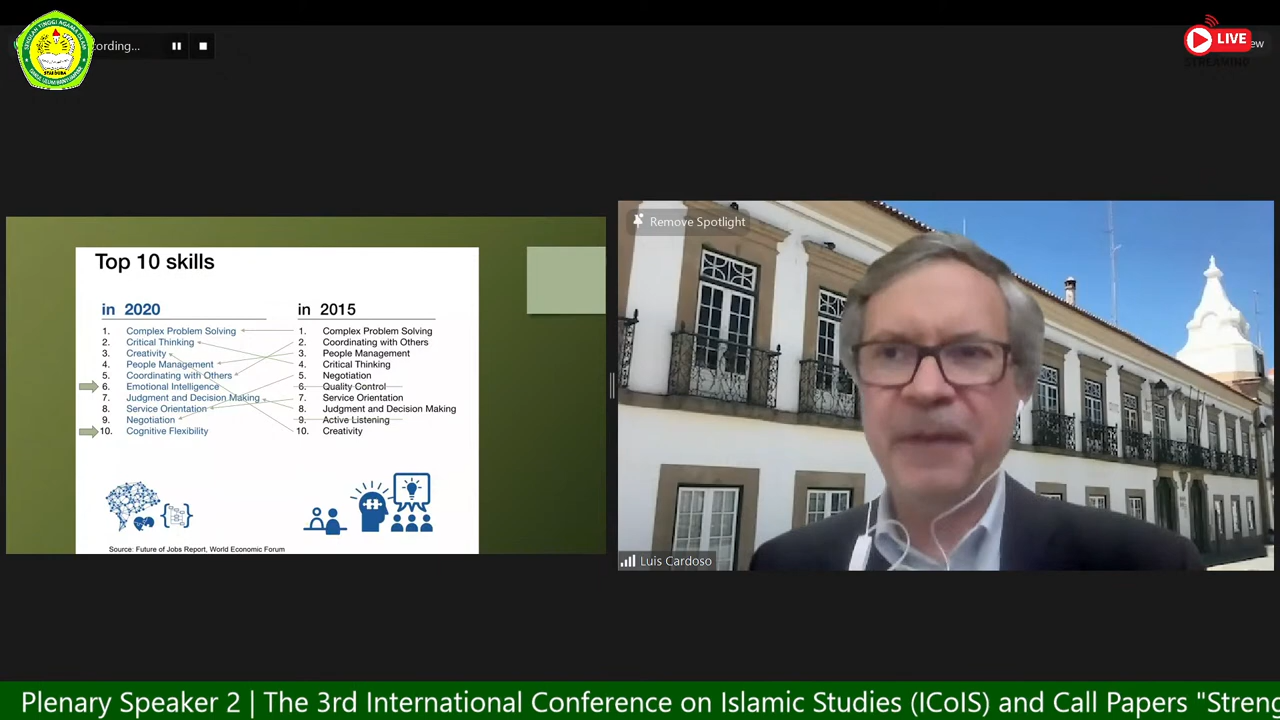 cording...
LIVE
ew
STREAMING
STAI DUBA
Top 10 skills
in 2020
1. Complex Problem Solving
2. Critical Thinking
3. Creativity
4. People Management
5. Coordinating with Others
6. Emotional Intelligence
7. Judgment and Decision Making
8. Service Orientation
9. Negotiation
10. Cognitive Flexibility
in 2015
1. Complex Problem Solving
2. Coordinating with Others
3. People Management
4. Critical Thinking
5. Negotiation
6. Quality Control
7. Service Orientation
8. Judgment and Decision Making
9. Active Listening
10. Creativity
Source: Future of Jobs Report, World Economic Forum
Remove Spotlight
Luis Cardoso
Plenary Speaker 2 | The 3rd International Conference on Islamic Studies (ICoIS) and Call Papers "Streng